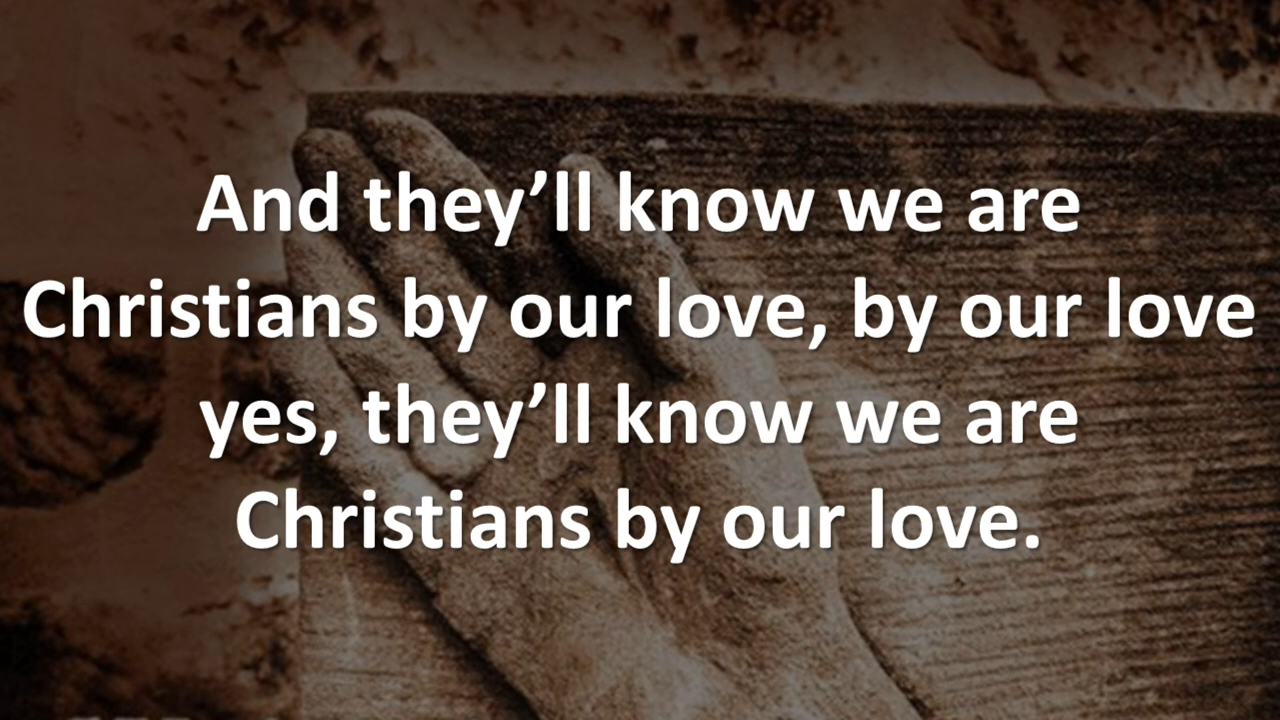 And they’ll know we are
Christians by our love, by our love
yes, they’ll know we are
Christians by our love.